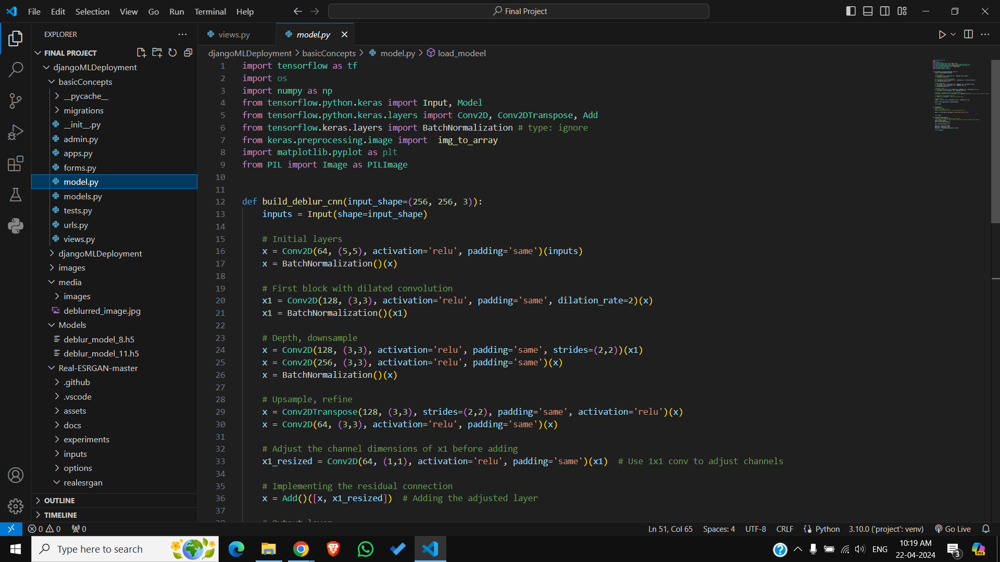 File Edit Selection View Go Run Terminal Help
Final Project
EXPLORER
FINAL PROJECT
djangoMLDeployment
basicConcepts
__pycache__
migrations
__init__.py
admin.py
apps.py
forms.py
model.py
models.py
tests.py
urls.py
views.py
djangoMLDeployment
images
media
images
deblurred_image.jpg
Models
deblur_model_8.h5
deblur_model_11.h5
Real-ESRGAN-master
.github
.vscode
assets
docs
experiments
inputs
options
realesrgan
OUTLINE
TIMELINE
views.py model.py
djangoMLDeployment > basicConcepts > model.py > load_modeel
1 import tensorflow as tf
2 import os
3 import numpy as np
4 from tensorflow.python.keras import Input, Model
5 from tensorflow.python.keras.layers import Conv2D, Conv2DTranspose, Add
6 from tensorflow.keras.layers import BatchNormalization # type: ignore
7 from keras.preprocessing.image import  img_to_array
8 import matplotlib.pyplot as plt
9 from PIL import Image as PILImage
10
11
12 def build_deblur_cnn(input_shape=(256, 256, 3)):
13     inputs = Input(shape=input_shape)
14
15     # Initial layers
16     x = Conv2D(64, (5,5), activation='relu', padding='same')(inputs)
17     x = BatchNormalization()(x)
18
19     # First block with dilated convolution
20     x1 = Conv2D(128, (3,3), activation='relu', padding='same', dilation_rate=2)(x)
21     x1 = BatchNormalization()(x1)
22
23     # Depth, downsample
24     x = Conv2D(128, (3,3), activation='relu', padding='same', strides=(2,2))(x1)
25     x = Conv2D(256, (3,3), activation='relu', padding='same')(x)
26     x = BatchNormalization()(x)
27
28     # Upsample, refine
29     x = Conv2DTranspose(128, (3,3), strides=(2,2), padding='same', activation='relu')(x)
30     x = Conv2D(64, (3,3), activation='relu', padding='same')(x)
31
32     # Adjust the channel dimensions of x1 before adding
33     x1_resized = Conv2D(64, (1,1), activation='relu', padding='same')(x1)  # Use 1x1 conv to adjust channels
34
35     # Implementing the residual connection
36     x = Add()([x, x1_resized])  # Adding the adjusted layer
37
38     # Output layer
0 0 0
Ln 51, Col 65 Spaces: 4 UTF-8 CRLF Python 3.10.0 ('project': venv) Go Live
Type here to search
ENG
10:19 AM
22-04-2024
3
PRE